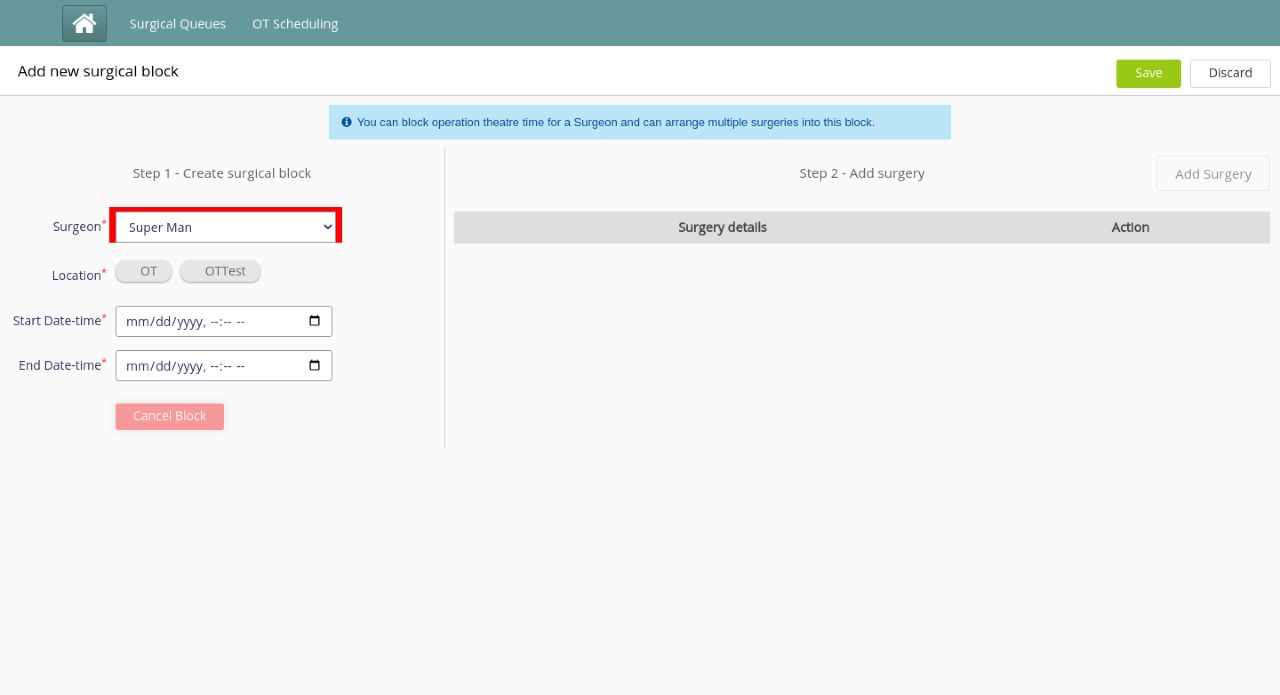 Surgical Queues OT Scheduling
Add new surgical block
Save Discard
You can block operation theatre time for a Surgeon and can arrange multiple surgeries into this block.
Step 1 - Create surgical block
Surgeon*
Super Man
Location*
OT OTTest
Start Date-time*
mm/dd/yyyy, --:-- --
End Date-time*
mm/dd/yyyy, --:-- --
Cancel Block
Step 2 - Add surgery
Add Surgery
Surgery details Action